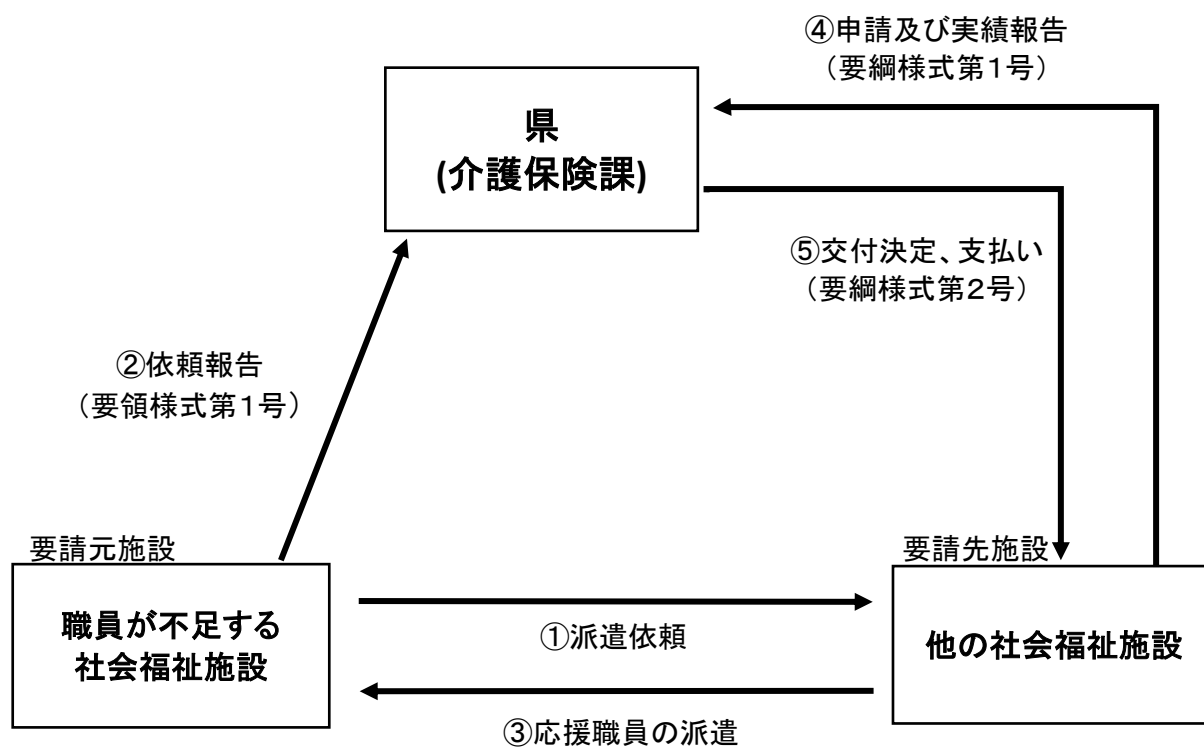 ④申請及び実績報告
（要綱様式第１号）
県
(介護保険課)
⑤交付決定、支払い
（要綱様式第２号）
②依頼報告
（要領様式第１号）
要請元施設
職員が不足する
社会福祉施設
①派遣依頼
③応援職員の派遣
要請先施設
他の社会福祉施設